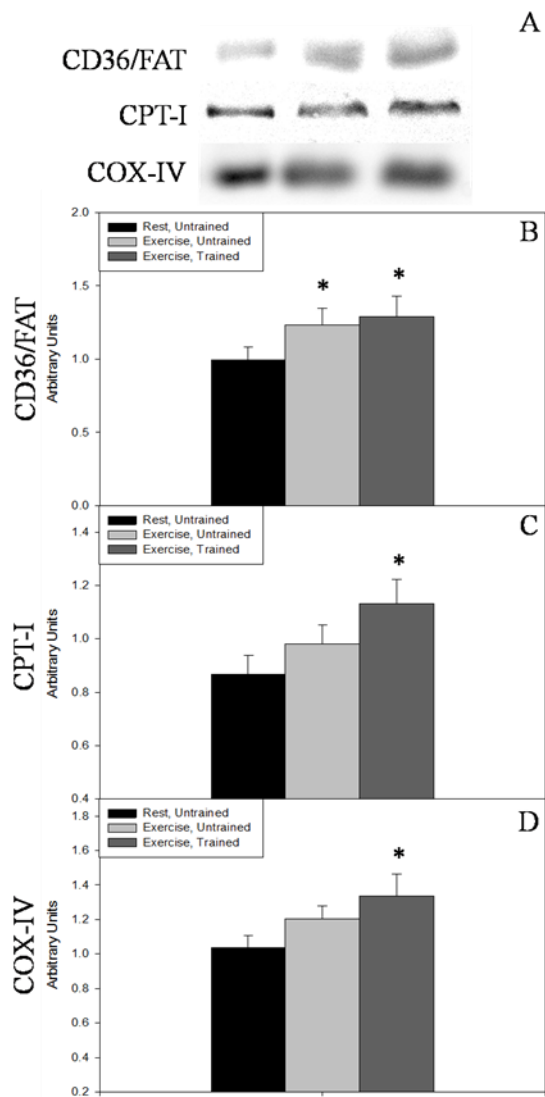 A
CD36/FAT
CPT-I
COX-IV
B
CD36/FAT
Arbitrary Units
2.0
1.5
1.0
0.5
0.0
Rest, Untrained
Exercise, Untrained
Exercise, Trained
*
*
C
CPT-I
Arbitrary Units
1.4
1.2
1.0
0.8
0.6
0.4
Rest, Untrained
Exercise, Untrained
Exercise, Trained
*
D
COX-IV
Arbitrary Units
1.8
1.6
1.4
1.2
1.0
0.8
0.6
0.4
0.2
Rest, Untrained
Exercise, Untrained
Exercise, Trained
*